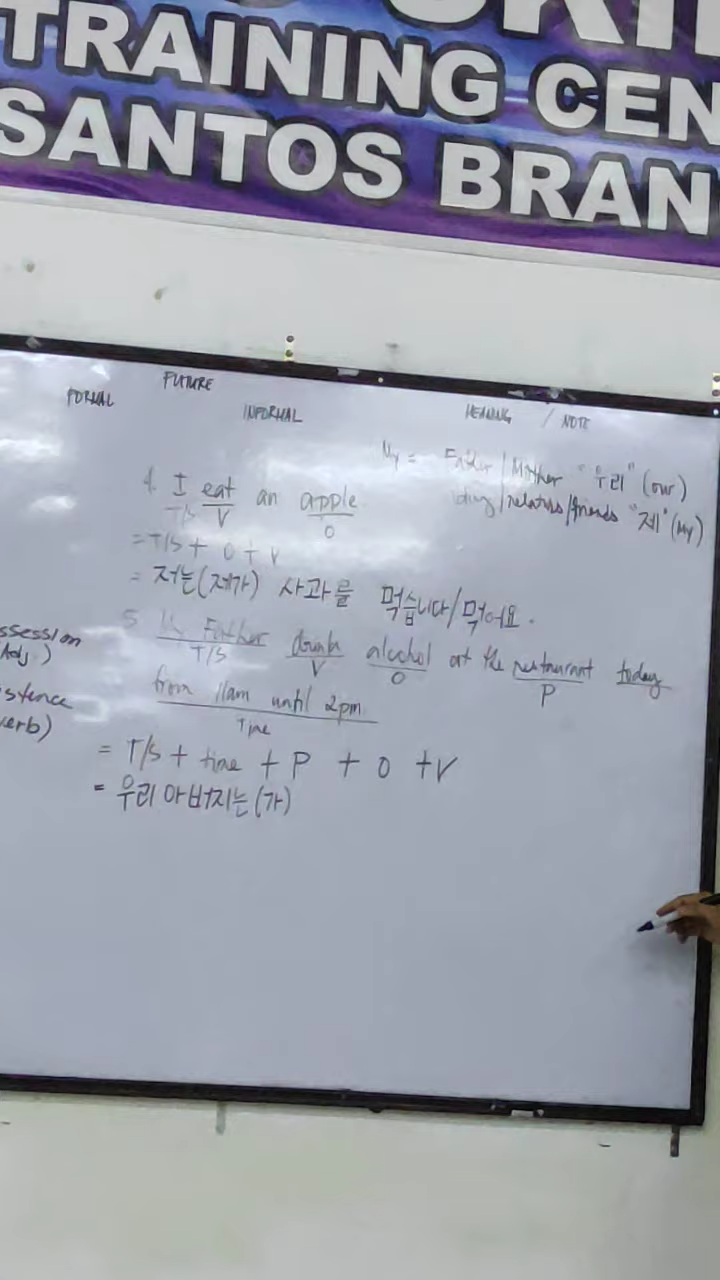 TRAINING CEN
SANTOS BRAN
FUTURE
FORMAL INFORMAL MEANING / NOTE
My = Father / Mother "우리" (our)
/ relatives / friends "제" (My)
4. I eat an apple
T/S V O
= T/S + O + V
= 저는(제가) 사과를 먹습니다/먹어요.
5. My Father drink alcohol at the restaurant today
T/S V O P
from 11am until 2pm.
Time
= T/S + time + P + O + V
= 우리 아버지는(가)
ssession
Adj.)
stence
verb)